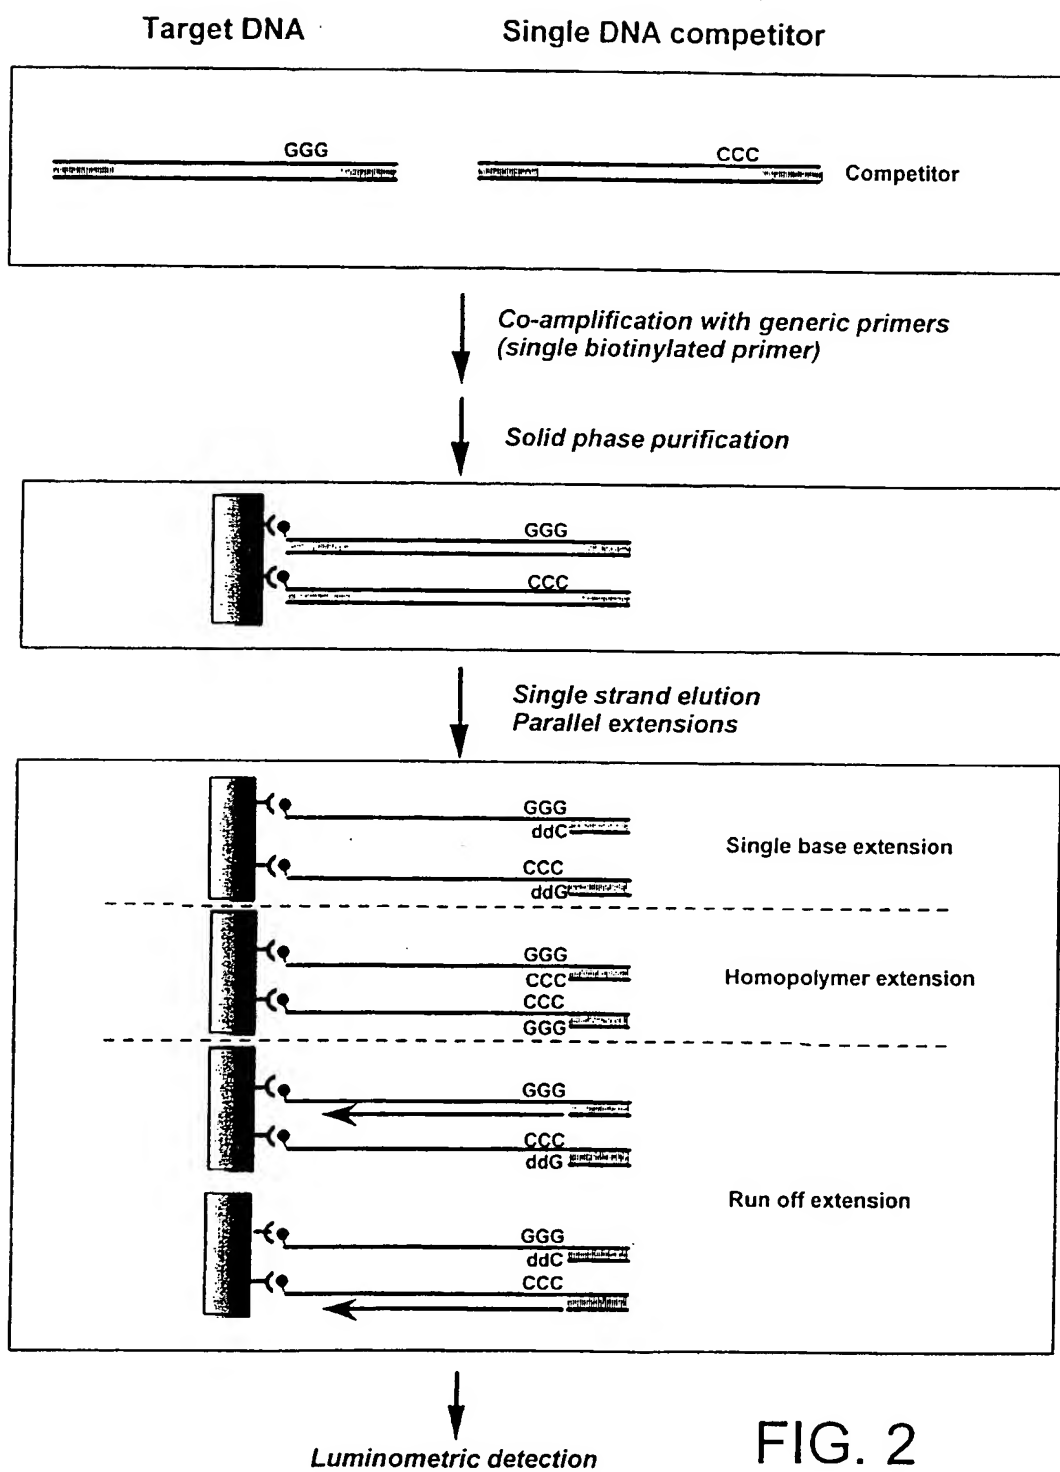 Target DNA
Single DNA competitor
GGG
CCC
Competitor
Co-amplification with generic primers
(single biotinylated primer)
Solid phase purification
GGG
CCC
Single strand elution
Parallel extensions
GGG
ddC
Single base extension
CCC
ddG
GGG
CCC
Homopolymer extension
CCC
GGG
GGG
CCC
ddG
Run off extension
GGG
ddC
CCC
Luminometric detection
FIG. 2